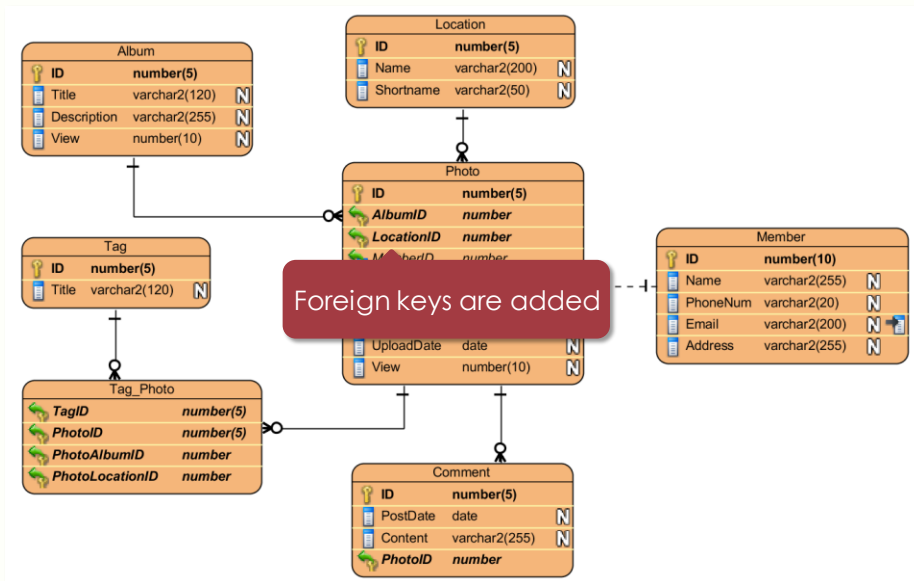 Album
ID number(5)
Title varchar2(120) N
Description varchar2(255) N
View number(10) N
Location
ID number(5)
Name varchar2(200) N
Shortname varchar2(50) N
Photo
ID number(5)
AlbumID number
LocationID number
number
Foreign keys are added
UploadDate date N
View number(10) N
Tag
ID number(5)
Title varchar2(120) N
Member
ID number(10)
Name varchar2(255) N
PhoneNum varchar2(20) N
Email varchar2(200) N
Address varchar2(255) N
Tag_Photo
TagID number(5)
PhotoID number(5)
PhotoAlbumID number
PhotoLocationID number
Comment
ID number(5)
PostDate date N
Content varchar2(255) N
PhotoID number